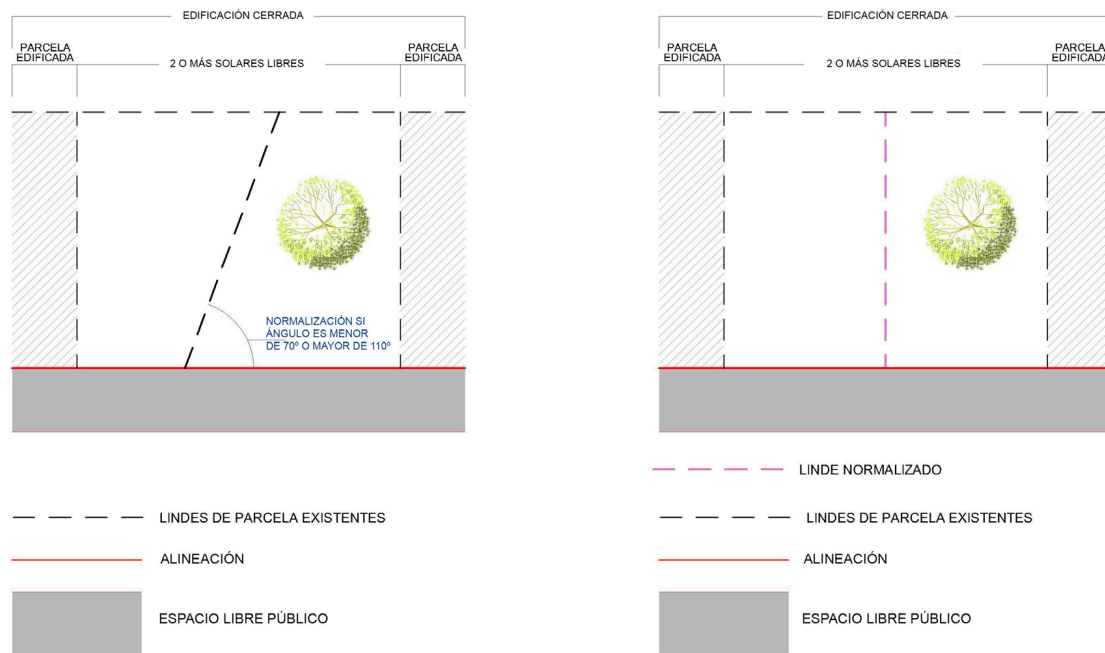 EDIFICACIÓN CERRADA
PARCELA
EDIFICADA
2 O MÁS SOLARES LIBRES
PARCELA
EDIFICADA
NORMALIZACIÓN SI
ÁNGULO ES MENOR
DE 70º O MAYOR DE 110º
LINDES DE PARCELA EXISTENTES
ALINEACIÓN
ESPACIO LIBRE PÚBLICO
EDIFICACIÓN CERRADA
PARCELA
EDIFICADA
2 O MÁS SOLARES LIBRES
PARCELA
EDIFICADA
LINDE NORMALIZADO
LINDES DE PARCELA EXISTENTES
ALINEACIÓN
ESPACIO LIBRE PÚBLICO